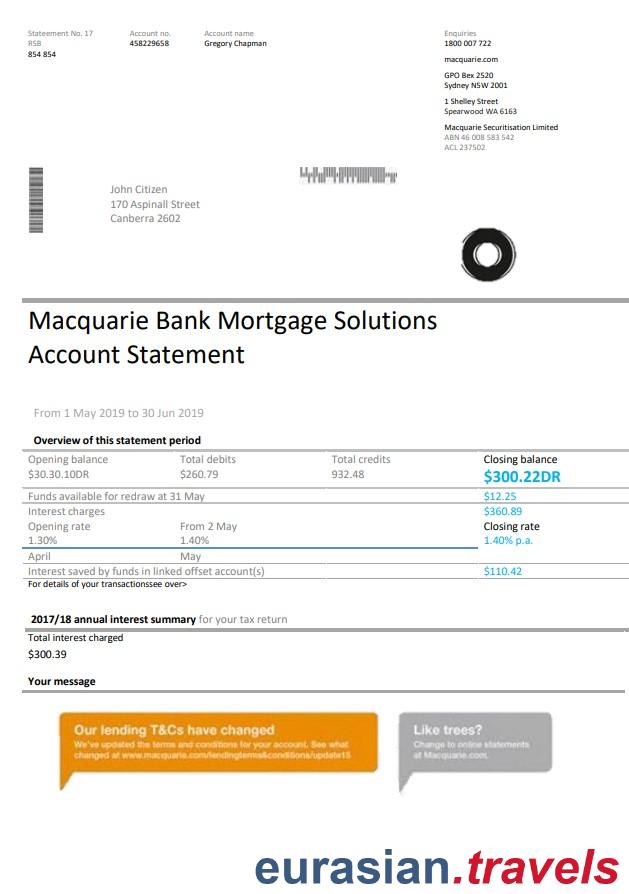 Stateement No. 17
RSB
854 854
Account no.
458229658
Account name
Gregory Chapman
Enquiries
1800 007 722
macquarie.com
GPO Box 2520
Sydney NSW 2001
1 Shelley Street
Spearwood WA 6163
Macquarie Securitisation Limited
ABN 46 008 583 542
ACL 237502
John Citizen
170 Aspinall Street
Canberra 2602
Macquarie Bank Mortgage Solutions
Account Statement
From 1 May 2019 to 30 Jun 2019
Overview of this statement period
Opening balance Total debits Total credits Closing balance
$30.30.10DR $260.79 932.48 $300.22DR
Funds available for redraw at 31 May $12.25
Interest charges $360.89
Opening rate From 2 May Closing rate
1.30% 1.40% 1.40% p.a.
April May
Interest saved by funds in linked offset account(s) $110.42
For details of your transactionssee over>
2017/18 annual interest summary for your tax return
Total interest charged
$300.39
Your message
Our lending T&Cs have changed
We've updated the terms and conditions for your account. See what
changed at www.macquarie.com/lendingterms&conditions/update15
Like trees?
Change to online statements
at Macquarie.com.
eurasian.travels